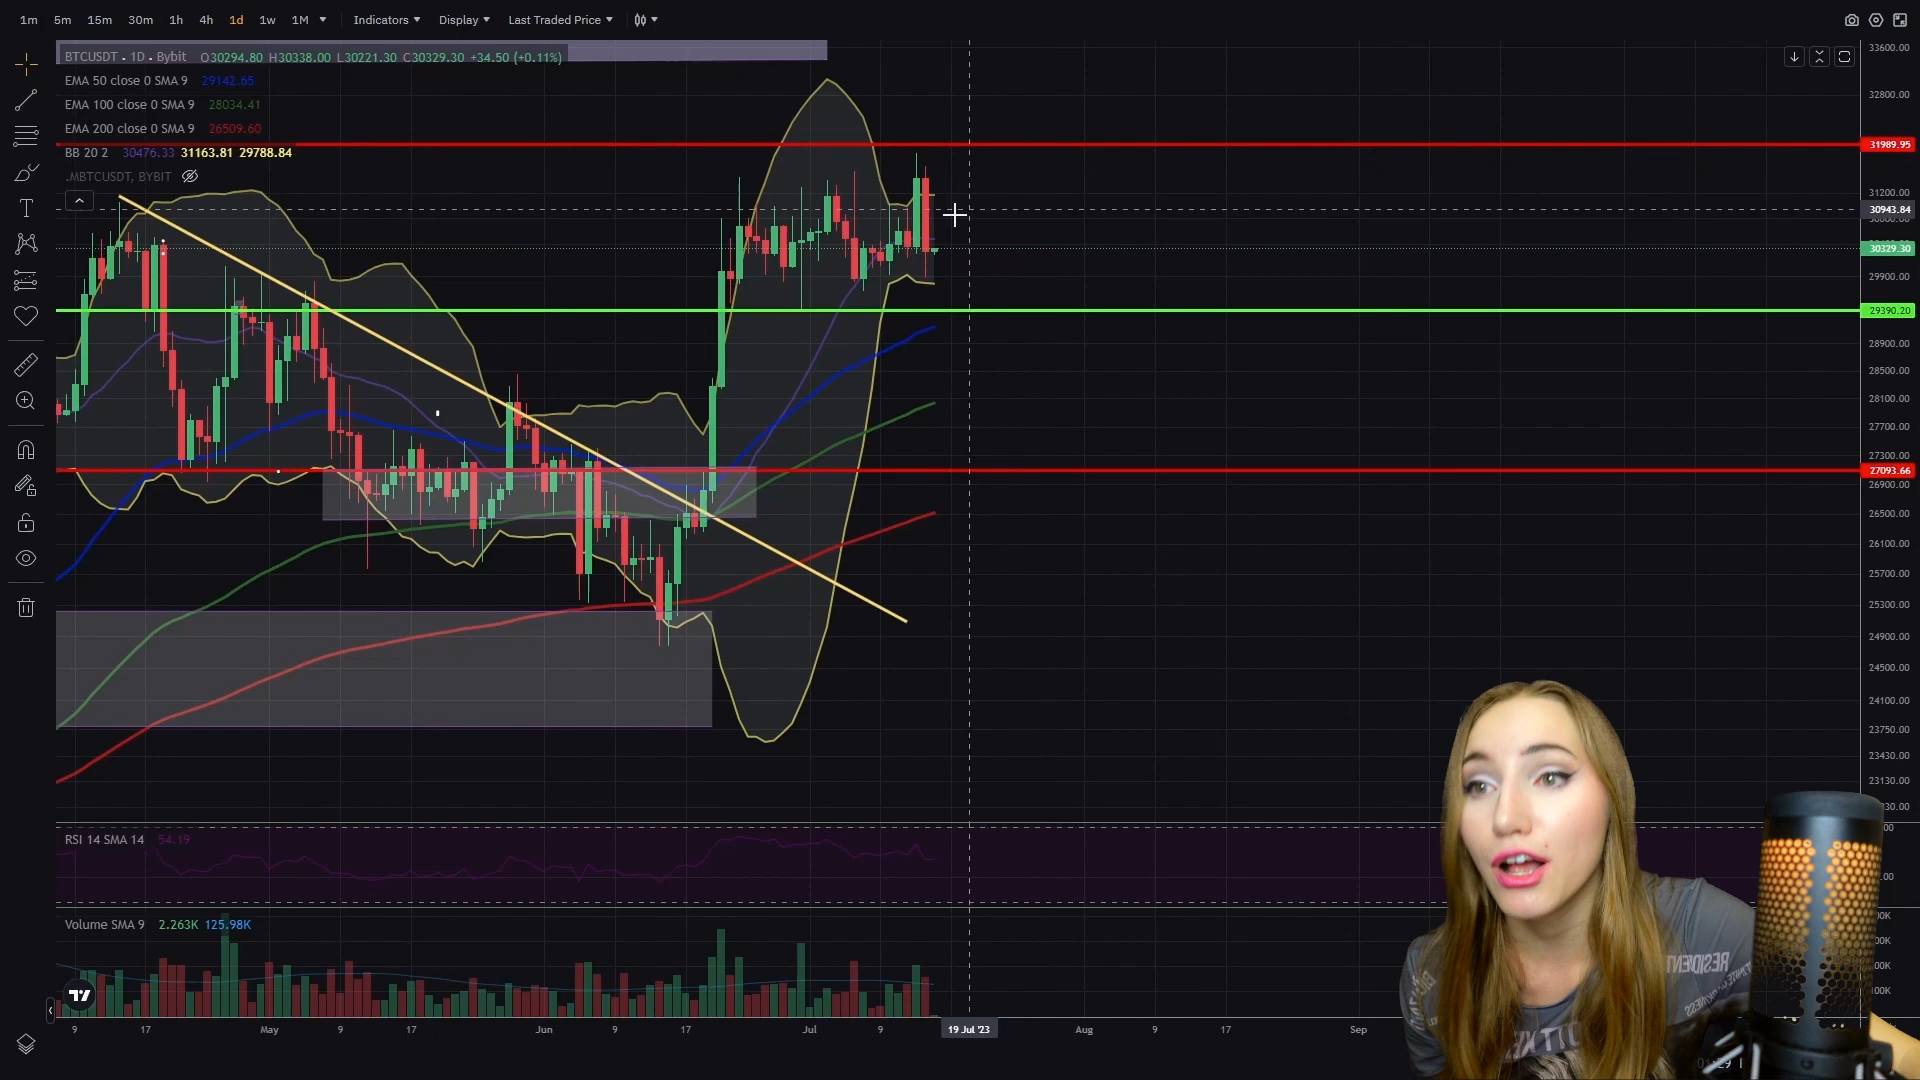 1m 5m 15m 30m 1h 4h 1d 1w 1M Indicators Display Last Traded Price
BTCUSDT • 1D • Bybit O30294.80 H30338.00 L30221.30 C30329.30 +34.50 (+0.11%)
EMA 50 close 0 SMA 9 29142.65
EMA 100 close 0 SMA 9 28034.41
EMA 200 close 0 SMA 9 26509.60
BB 20 2 30476.33 31163.81 29788.84
.MBTCUSDT, BYBIT
33600.00
32800.00
31989.95
31200.00
30943.84
30329.30
29900.00
29390.20
28900.00
28500.00
28100.00
27700.00
27300.00
27093.66
26900.00
26500.00
26100.00
25700.00
25300.00
24900.00
24500.00
24100.00
23750.00
23430.00
23130.00
RSI 14 SMA 14 54.19
Volume SMA 9 2.263K 125.98K
9 17 May 9 17 Jun 9 17 Jul 9 19 Jul '23 Aug 9 17 Sep